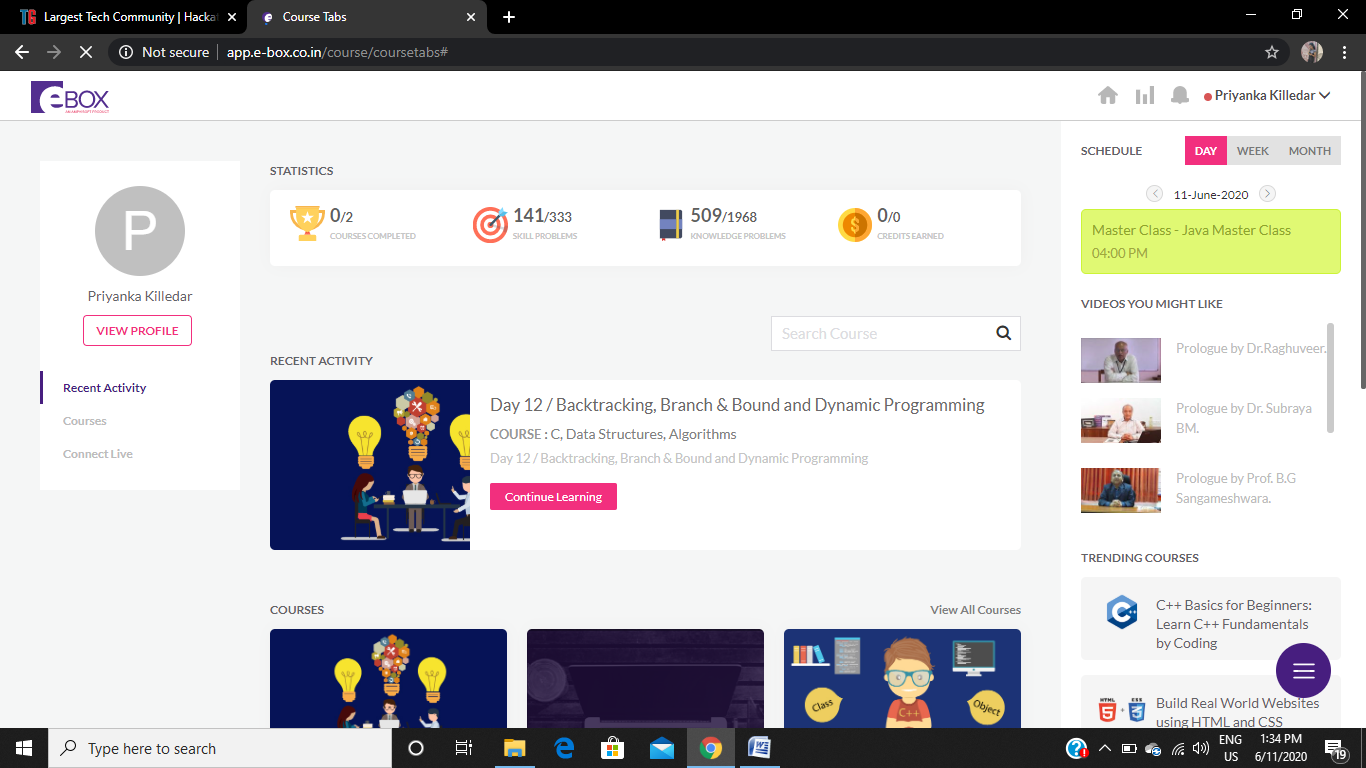 TG Largest Tech Community | Hacka
Course Tabs
Not secure
app.e-box.co.in/course/coursetabs#
eBOX
Priyanka Killedar
P
Priyanka Killedar
VIEW PROFILE
Recent Activity
Courses
Connect Live
STATISTICS
0/2
COURSES COMPLETED
141/333
SKILL PROBLEMS
509/1968
KNOWLEDGE PROBLEMS
0/0
CREDITS EARNED
Search Course
RECENT ACTIVITY
Day 12 / Backtracking, Branch & Bound and Dynamic Programming
COURSE : C, Data Structures, Algorithms
Day 12 / Backtracking, Branch & Bound and Dynamic Programming
Continue Learning
COURSES
View All Courses
Class
C++
Object
SCHEDULE
DAY
WEEK
MONTH
11-June-2020
Master Class - Java Master Class
04:00 PM
VIDEOS YOU MIGHT LIKE
Prologue by Dr.Raghuveer.
Prologue by Dr. Subraya
BM.
Prologue by Prof. B.G
Sangameshwara.
TRENDING COURSES
C++ Basics for Beginners:
Learn C++ Fundamentals
by Coding
HTML
CSS
Build Real World Websites
using HTML and CSS
Type here to search
ENG
US
1:34 PM
6/11/2020
19